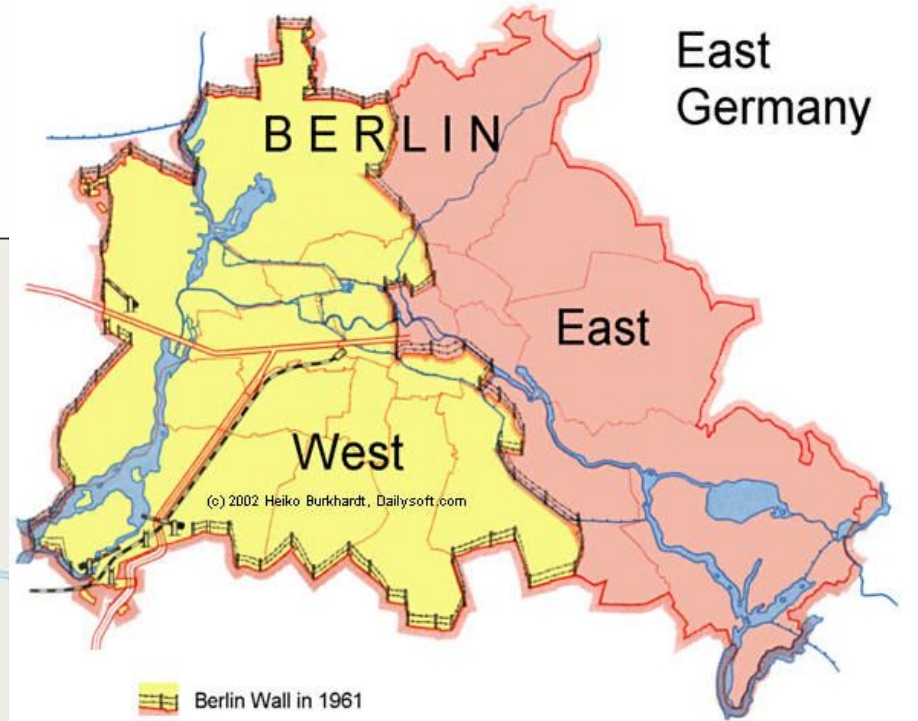 East
Germany
BERLIN
East
West
(c) 2002 Heiko Burkhardt, Dailysoft.com
Berlin Wall in 1961